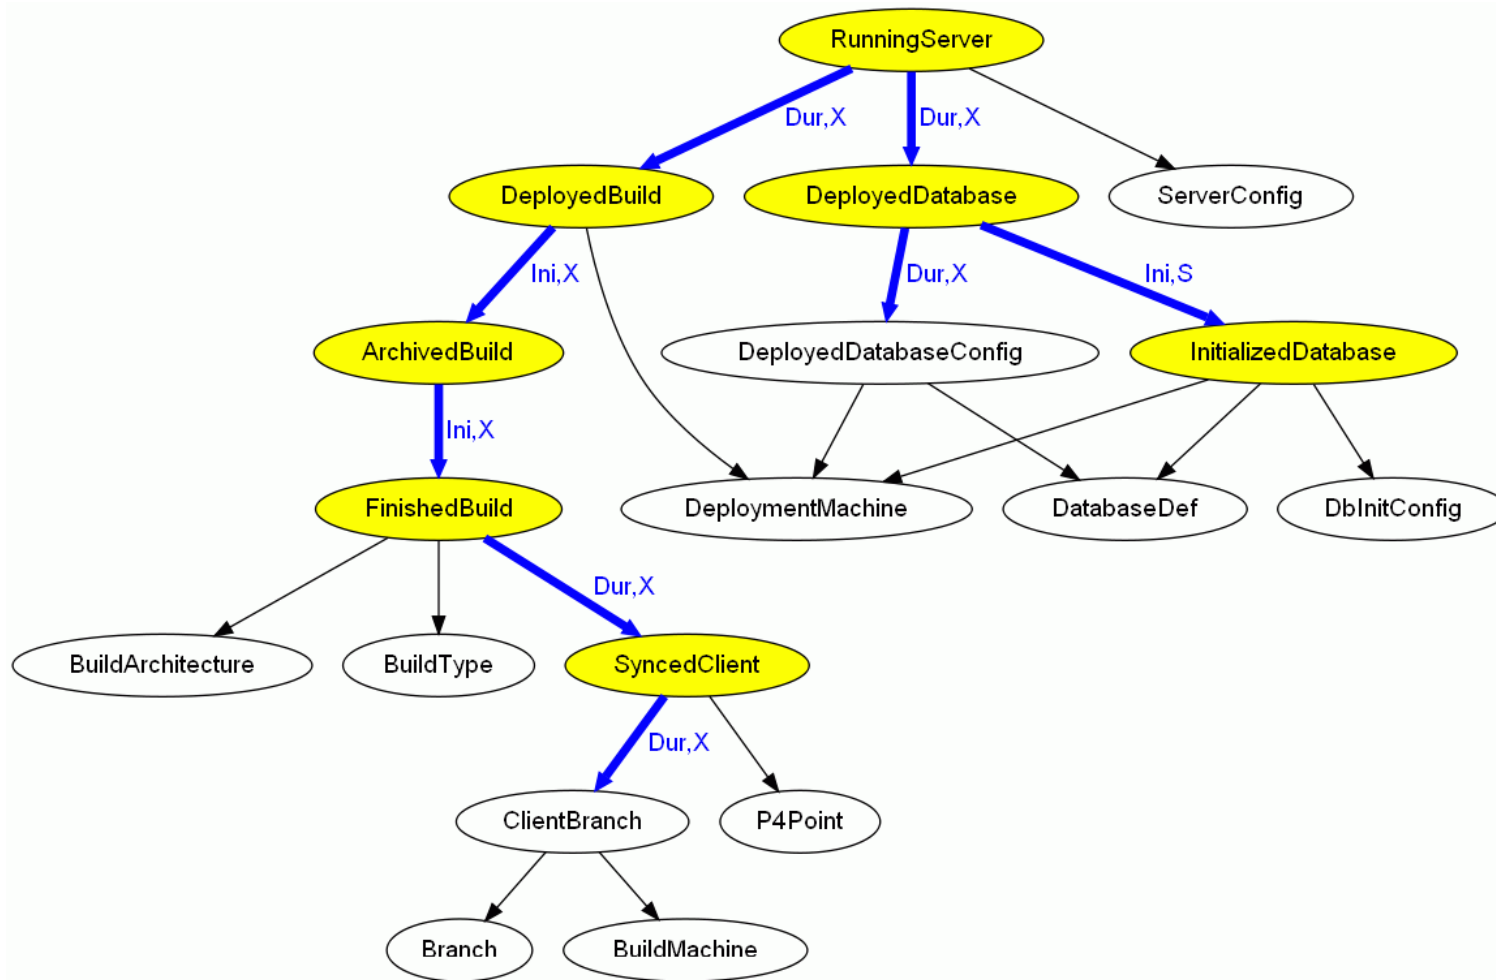 RunningServer
Dur,X
Dur,X
DeployedBuild
DeployedDatabase
ServerConfig
Ini,X
Dur,X
Ini,S
ArchivedBuild
DeployedDatabaseConfig
InitializedDatabase
Ini,X
FinishedBuild
DeploymentMachine
DatabaseDef
DbInitConfig
Dur,X
BuildArchitecture
BuildType
SyncedClient
Dur,X
ClientBranch
P4Point
Branch
BuildMachine